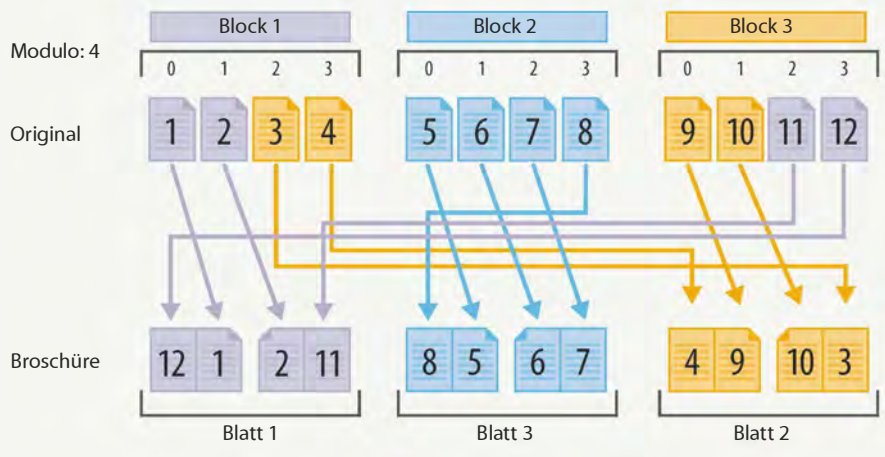 Block 1 Block 2 Block 3
Modulo: 4
0 1 2 3 0 1 2 3 0 1 2 3
Original 1 2 3 4 5 6 7 8 9 10 11 12
Broschüre 12 1 2 11 8 5 6 7 4 9 10 3
Blatt 1 Blatt 3 Blatt 2